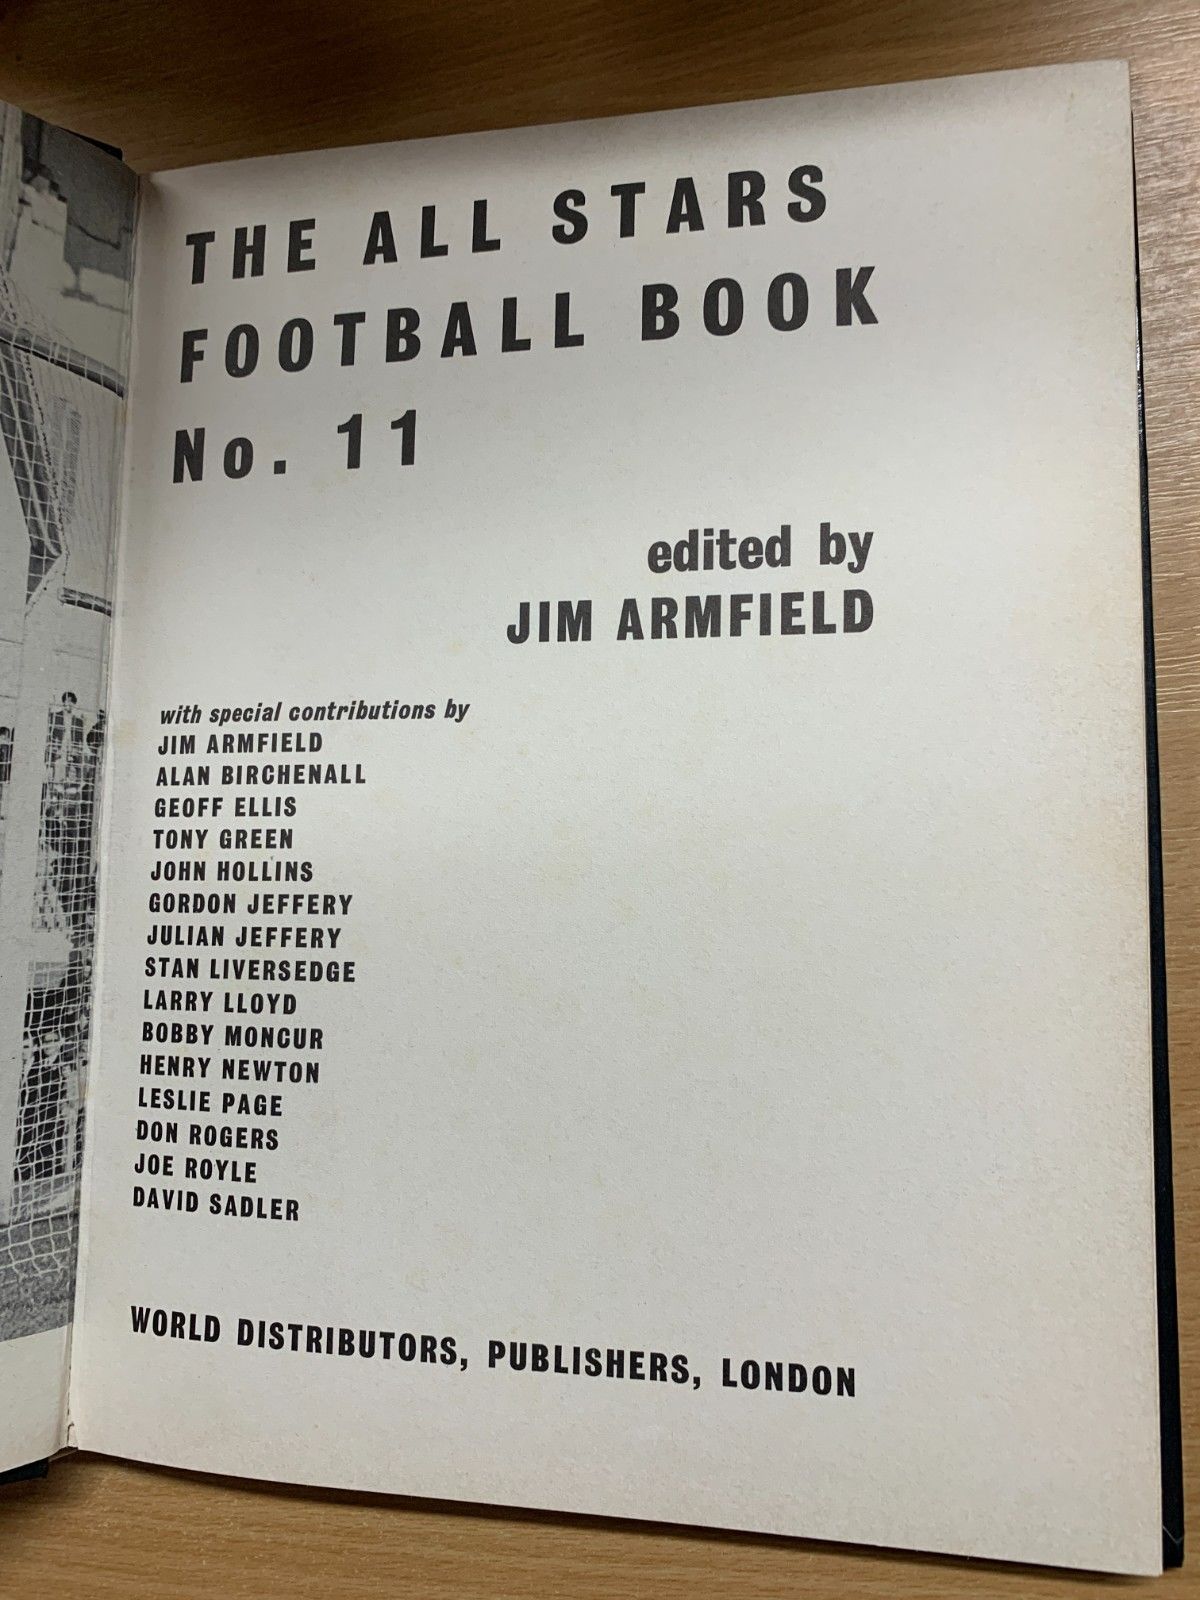 THE ALL STARS
FOOTBALL BOOK
No. 11
edited by
JIM ARMFIELD
with special contributions by
JIM ARMFIELD
ALAN BIRCHENALL
GEOFF ELLIS
TONY GREEN
JOHN HOLLINS
GORDON JEFFERY
JULIAN JEFFERY
STAN LIVERSEDGE
LARRY LLOYD
BOBBY MONCUR
HENRY NEWTON
LESLIE PAGE
DON ROGERS
JOE ROYLE
DAVID SADLER
WORLD DISTRIBUTORS, PUBLISHERS, LONDON